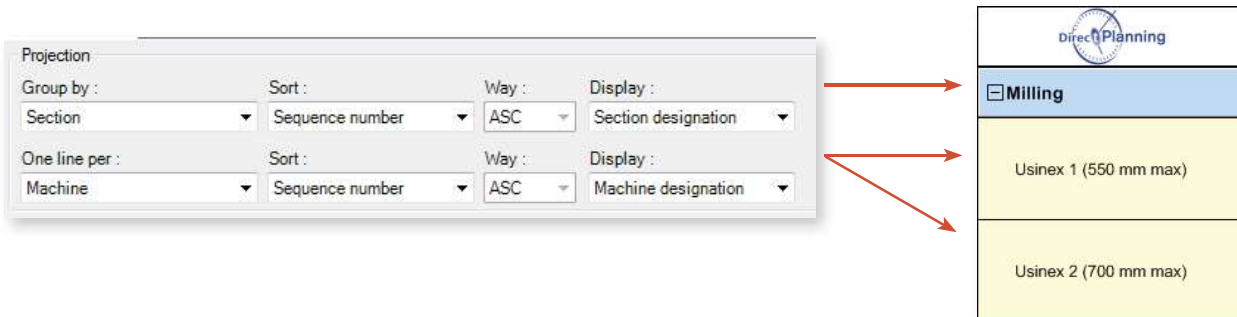 Projection
Group by : Sort : Way : Display :
Section Sequence number ASC Section designation
One line per : Sort : Way : Display :
Machine Sequence number ASC Machine designation
DirectPlanning
Milling
Usinex 1 (550 mm max)
Usinex 2 (700 mm max)